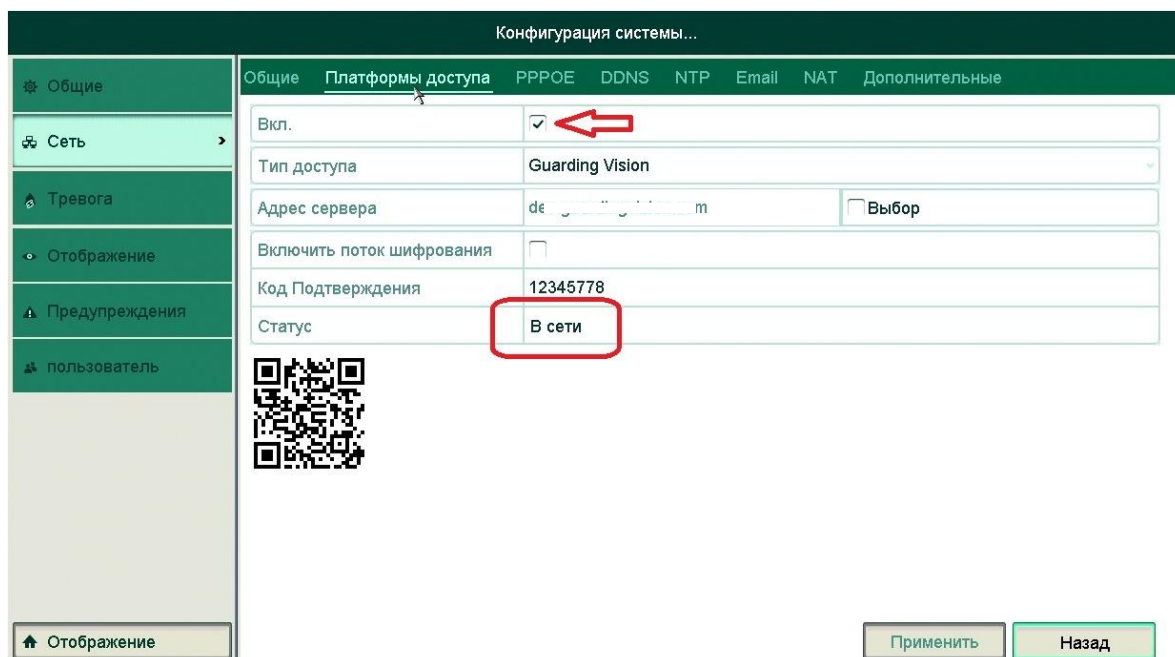 Конфигурация системы...
Общие
Сеть
Тревога
Отображение
Предупреждения
пользователь
Отображение
Общие Платформы доступа PPPOE DDNS NTP Email NAT Дополнительные
Вкл.
Тип доступа Guarding Vision
Адрес сервера Выбор
Включить поток шифрования
Код Подтверждения 12345778
Статус В сети
Применить Назад